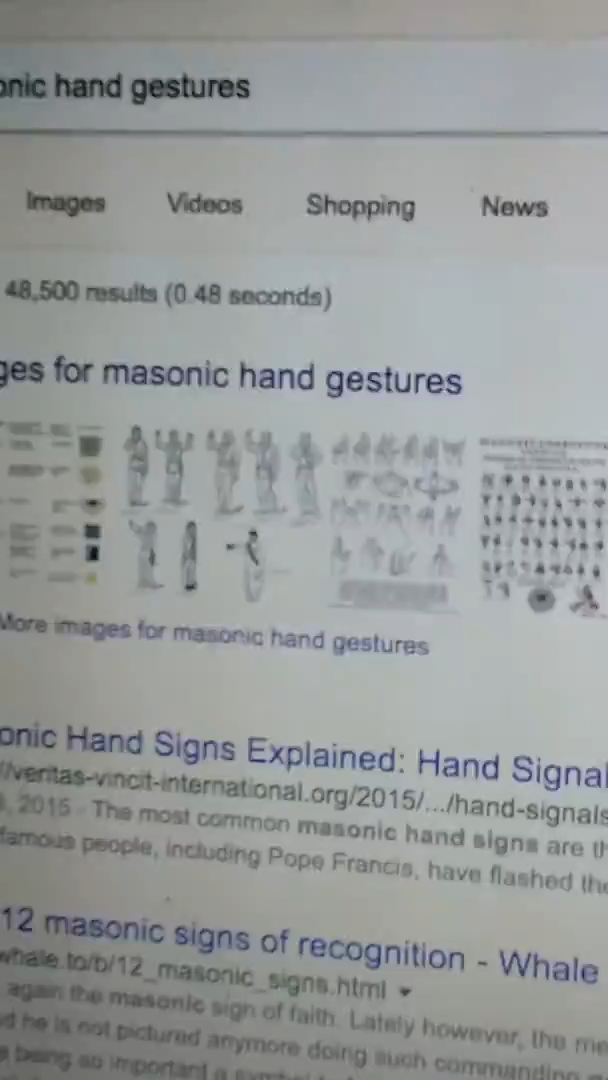 onic hand gestures
Images Videos Shopping News
48,500 results (0.48 seconds)
ges for masonic hand gestures
More images for masonic hand gestures
onic Hand Signs Explained: Hand Signal
//veritas-vincit-international.org/2015/.../hand-signals
, 2015 - The most common masonic hand signs are th
famous people, including Pope Francis, have flashed the
12 masonic signs of recognition - Whale
whale.to/b/12_masonic_signs.html
again the masonic sign of faith. Lately however, the me
d he is not pictured anymore doing such commanding
being so important a